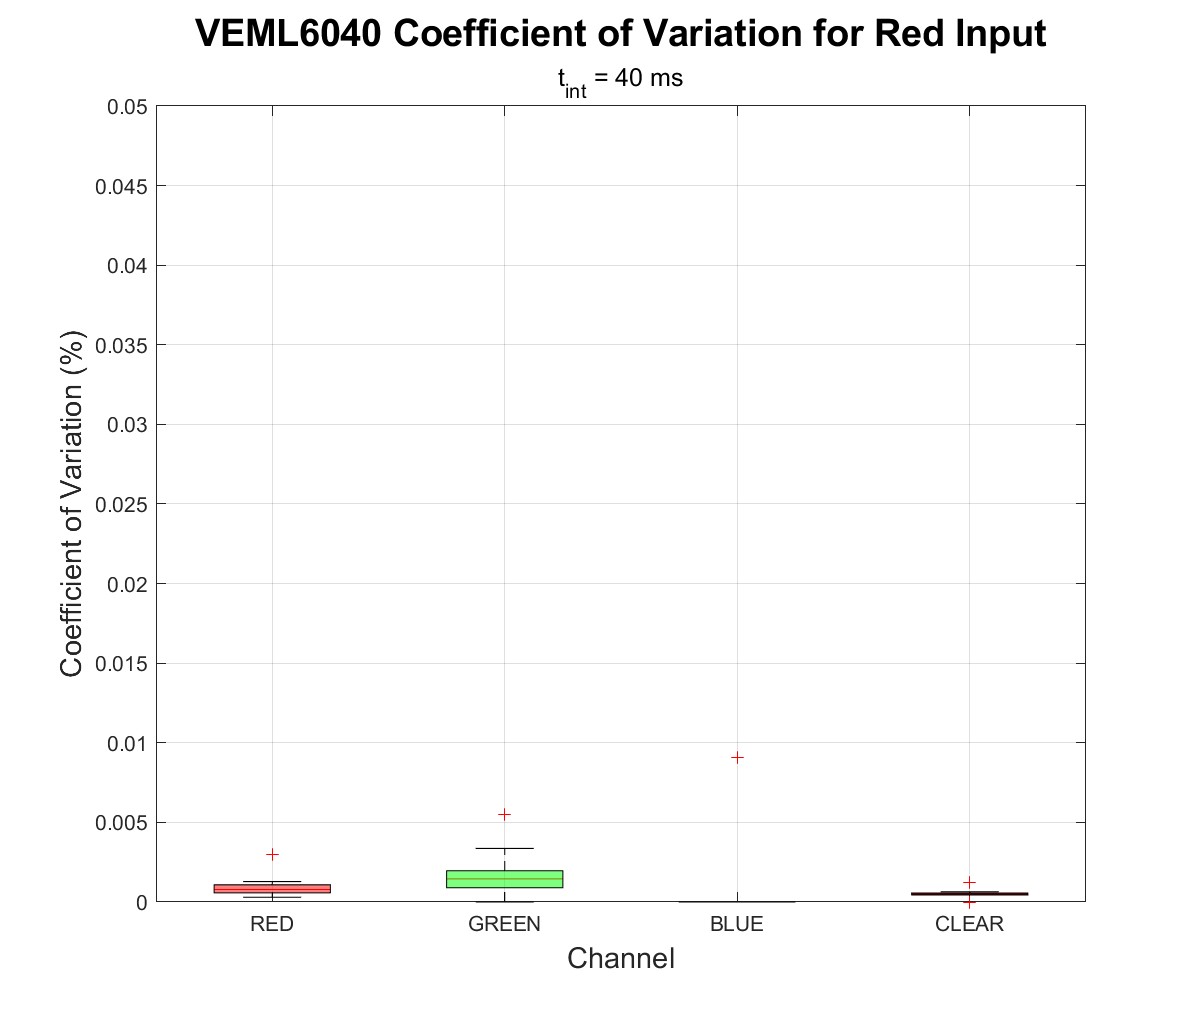 VEML6040 Coefficient of Variation for Red Input
t_int = 40 ms
0.05
0.045
0.04
0.035
0.03
0.025
0.02
0.015
0.01
0.005
0
Coefficient of Variation (%)
RED GREEN BLUE CLEAR
Channel